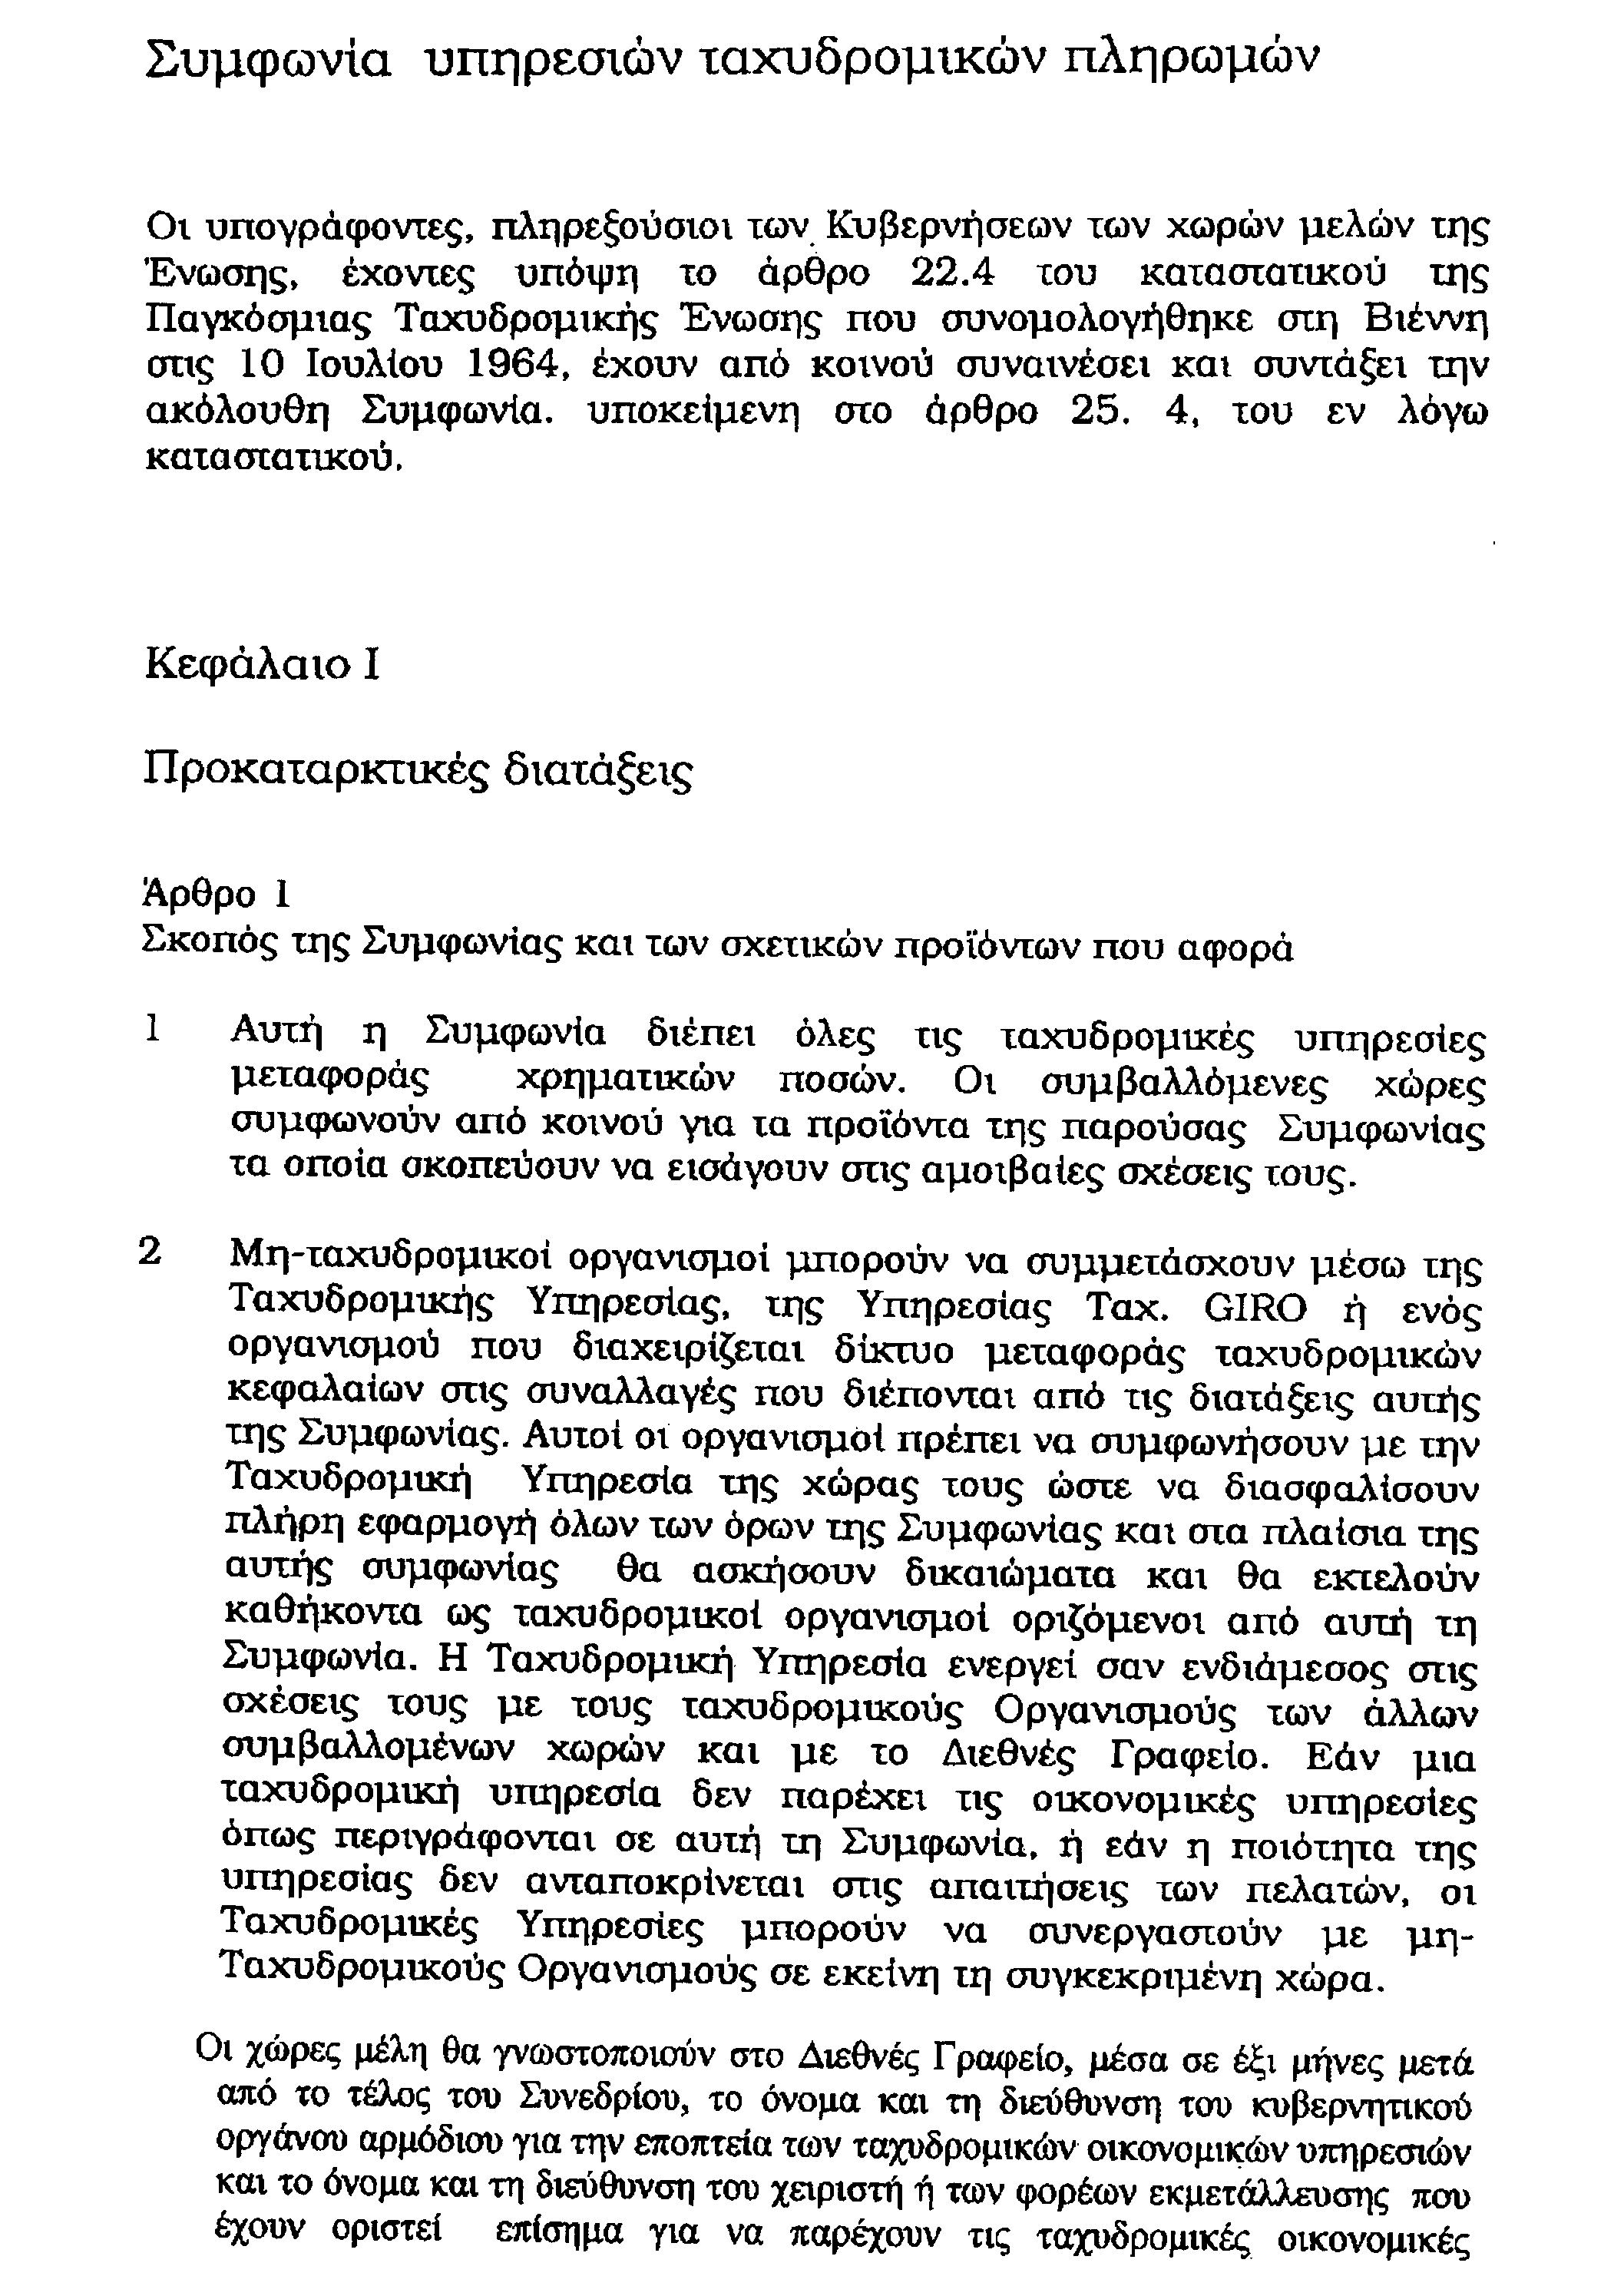 Συμφωνία υπηρεσιών ταχυδρομικών πληρωμών
Οι υπογράφοντες, πληρεξούσιοι των Κυβερνήσεων των χωρών μελών της
Ένωσης, έχοντες υπόψη το άρθρο 22.4 του καταστατικού της
Παγκόσμιας Ταχυδρομικής Ένωσης που συνομολογήθηκε στη Βιέννη
στις 10 Ιουλίου 1964, έχουν από κοινού συναινέσει και συντάξει την
ακόλουθη Συμφωνία. υποκείμενη στο άρθρο 25. 4, του εν λόγω
καταστατικού.
Κεφάλαιο Ι
Προκαταρκτικές διατάξεις
Άρθρο 1
Σκοπός της Συμφωνίας και των σχετικών προϊόντων που αφορά
1 Αυτή η Συμφωνία διέπει όλες τις ταχυδρομικές υπηρεσίες
μεταφοράς χρηματικών ποσών. Οι συμβαλλόμενες χώρες
συμφωνούν από κοινού για τα προϊόντα της παρούσας Συμφωνίας
τα οποία σκοπεύουν να εισάγουν στις αμοιβαίες σχέσεις τους.
2 Μη-ταχυδρομικοί οργανισμοί μπορούν να συμμετάσχουν μέσω της
Ταχυδρομικής Υπηρεσίας, της Υπηρεσίας Ταχ. GIRO ή ενός
οργανισμού που διαχειρίζεται δίκτυο μεταφοράς ταχυδρομικών
κεφαλαίων στις συναλλαγές που διέπονται από τις διατάξεις αυτής
της Συμφωνίας. Αυτοί οι οργανισμοί πρέπει να συμφωνήσουν με την
Ταχυδρομική Υπηρεσία της χώρας τους ώστε να διασφαλίσουν
πλήρη εφαρμογή όλων των όρων της Συμφωνίας και στα πλαίσια της
αυτής συμφωνίας θα ασκήσουν δικαιώματα και θα εκτελούν
καθήκοντα ως ταχυδρομικοί οργανισμοί οριζόμενοι από αυτή τη
Συμφωνία. Η Ταχυδρομική Υπηρεσία ενεργεί σαν ενδιάμεσος στις
σχέσεις τους με τους ταχυδρομικούς Οργανισμούς των άλλων
συμβαλλομένων χωρών και με το Διεθνές Γραφείο. Εάν μια
ταχυδρομική υπηρεσία δεν παρέχει τις οικονομικές υπηρεσίες
όπως περιγράφονται σε αυτή τη Συμφωνία, ή εάν η ποιότητα της
υπηρεσίας δεν ανταποκρίνεται στις απαιτήσεις των πελατών, οι
Ταχυδρομικές Υπηρεσίες μπορούν να συνεργαστούν με μη-
Ταχυδρομικούς Οργανισμούς σε εκείνη τη συγκεκριμένη χώρα.
Οι χώρες μέλη θα γνωστοποιούν στο Διεθνές Γραφείο, μέσα σε έξι μήνες μετά
από το τέλος του Συνεδρίου, το όνομα και τη διεύθυνση του κυβερνητικού
οργάνου αρμόδιου για την εποπτεία των ταχυδρομικών οικονομικών υπηρεσιών
και το όνομα και τη διεύθυνση του χειριστή ή των φορέων εκμετάλλευσης που
έχουν οριστεί επίσημα για να παρέχουν τις ταχυδρομικές οικονομικές